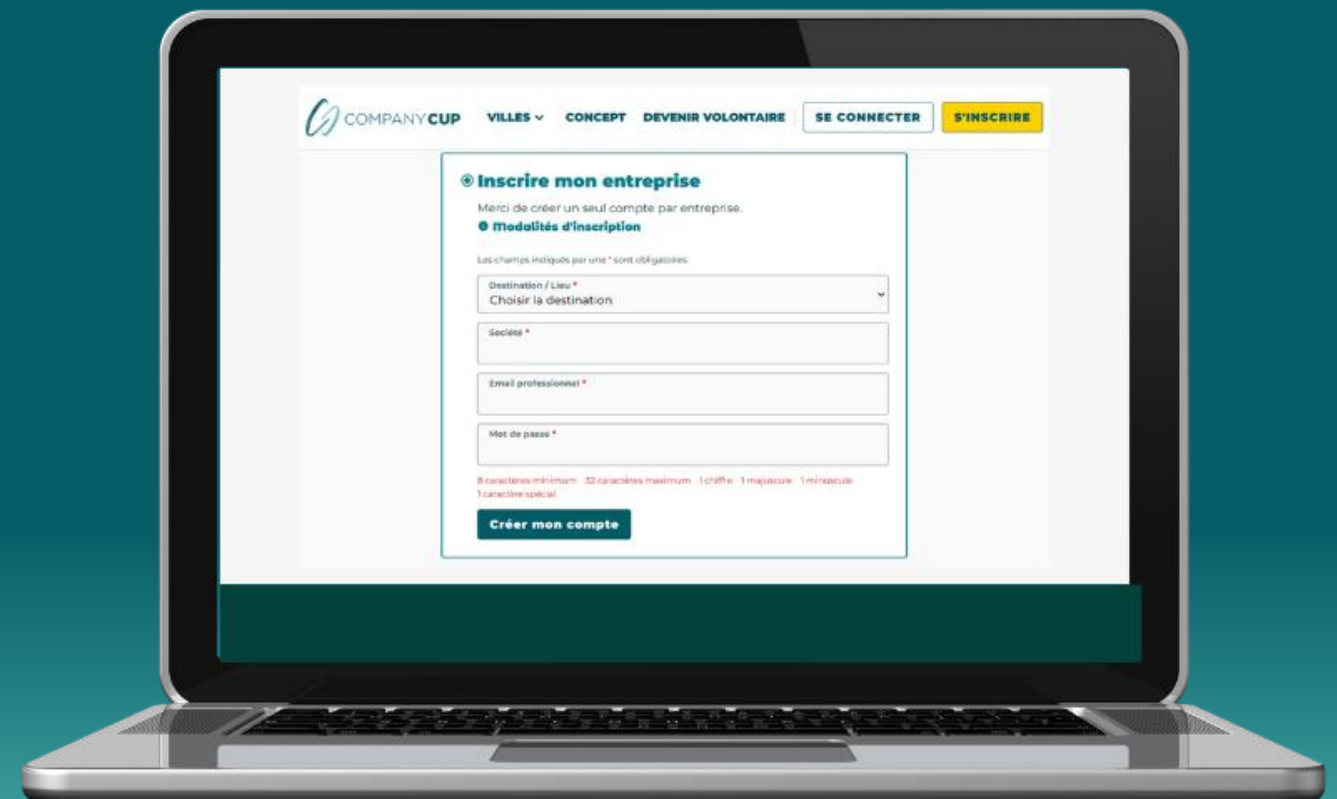 COMPANYCUP VILLES CONCEPT DEVENIR VOLONTAIRE SE CONNECTER S'INSCRIRE
Inscrire mon entreprise
Merci de créer un seul compte par entreprise.
Modalités d'inscription
Les champs indiqués par une * sont obligatoires.
Destination / Lieu *
Choisir la destination
Société *
Email professionnel *
Mot de passe *
8 caractères minimum 32 caractères maximum 1 chiffre 1 majuscule 1 minuscule
1 caractère spécial
Créer mon compte